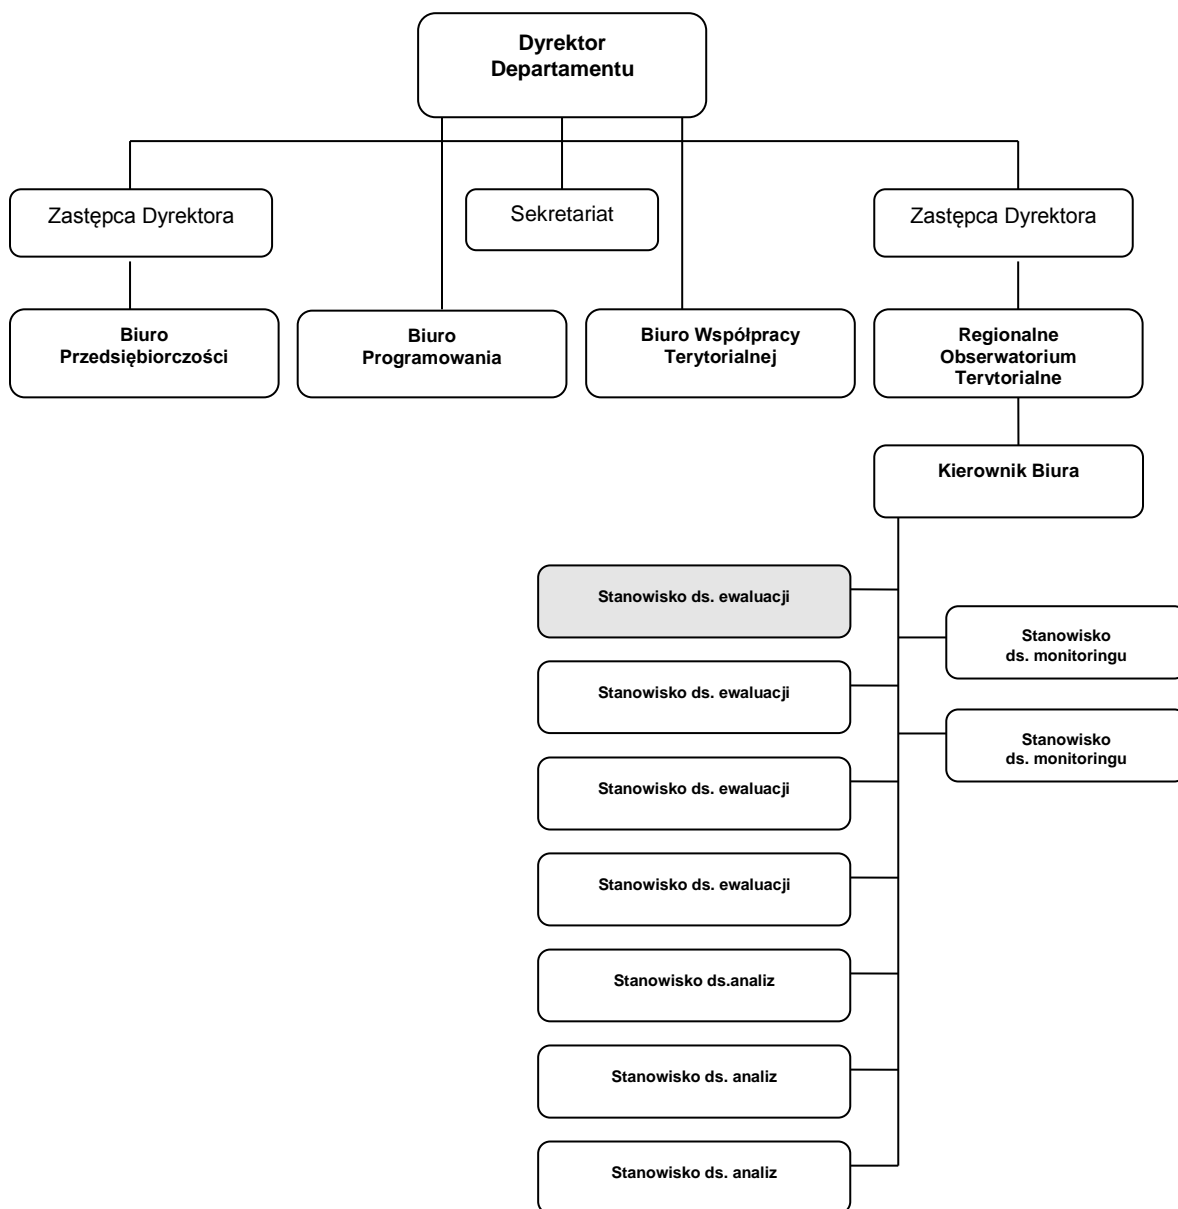 Dyrektor
Departamentu
Zastępca Dyrektora
Sekretariat
Zastępca Dyrektora
Biuro
Przedsiębiorczości
Biuro
Programowania
Biuro Współpracy
Terytorialnej
Regionalne
Obserwatorium
Terytorialne
Kierownik Biura
Stanowisko ds. ewaluacji
Stanowisko
ds. monitoringu
Stanowisko ds. ewaluacji
Stanowisko
ds. monitoringu
Stanowisko ds. ewaluacji
Stanowisko ds. ewaluacji
Stanowisko ds.analiz
Stanowisko ds. analiz
Stanowisko ds. analiz